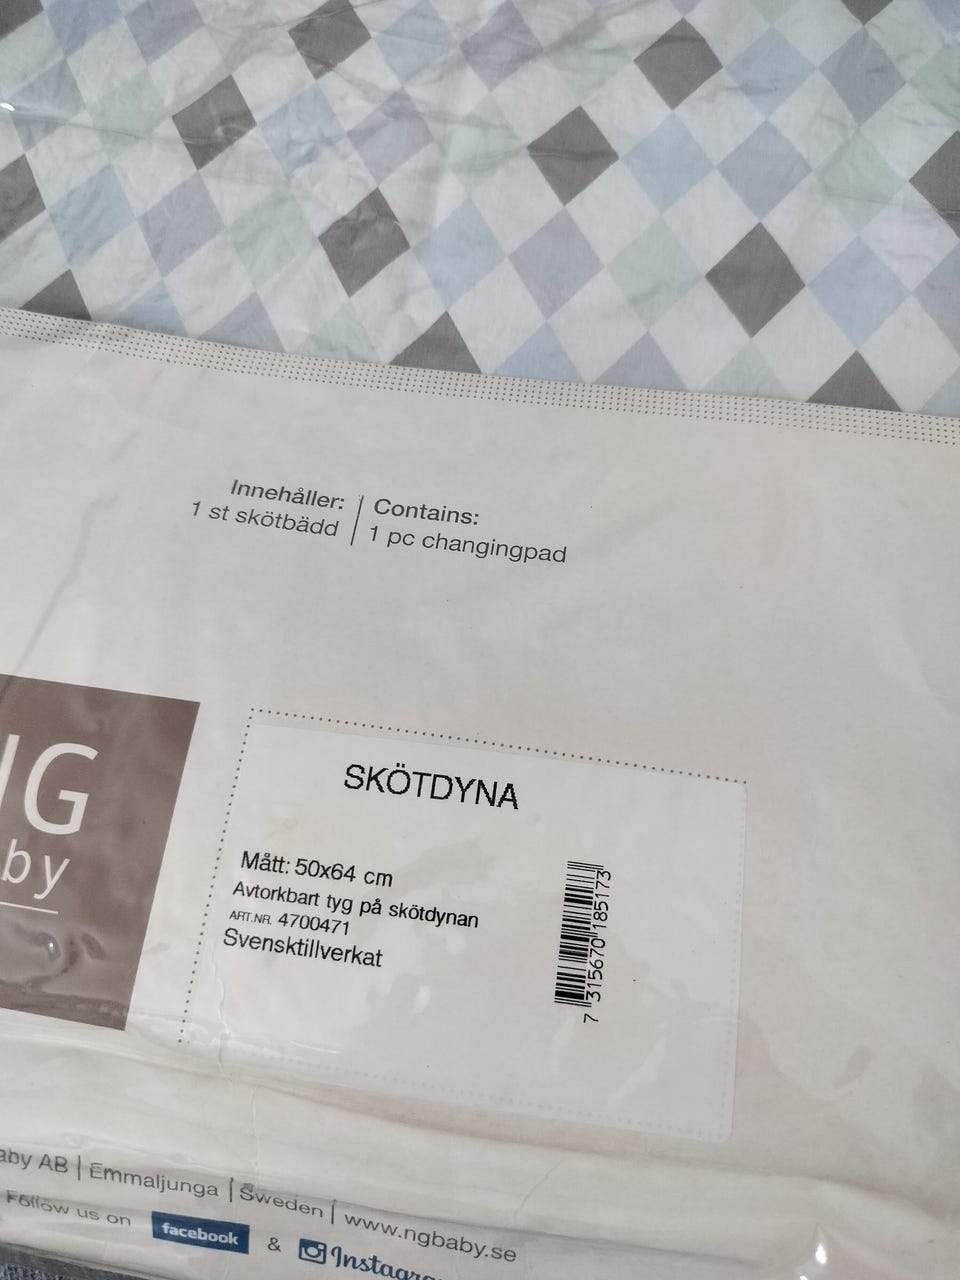 Innehåller:
1 st skötbädd
Contains:
1 pc changingpad
G
by
SKÖTDYNA
Mått: 50x64 cm
Avtorkbart tyg på skötdynan
ART.NR. 4700471
Svensktillverkat
7 315670 185173
aby AB | Emmaljunga | Sweden | www.ngbaby.se
Follow us on facebook & Instagra